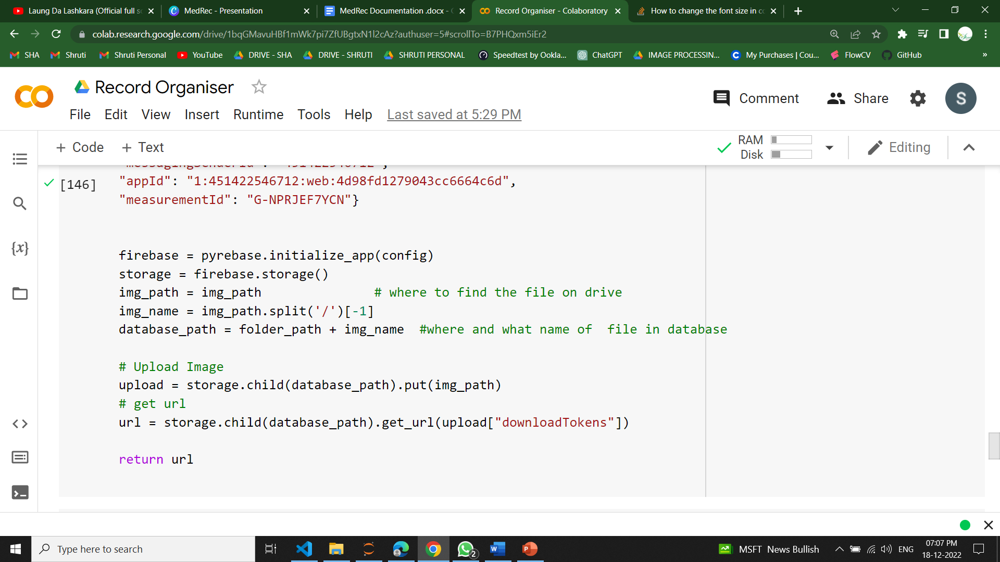 Laung Da Lashkara (Official full s
MedRec - Presentation
MedRec Documentation .docx -
Record Organiser - Colaboratory
How to change the font size in co
colab.research.google.com/drive/1bqGMavuHBf1mWk7pi7ZfUBgtxN1l2cAz?authuser=5#scrollTo=B7PHQxm5iEr2
SHA
Shruti
Shruti Personal
YouTube
DRIVE - SHA
DRIVE - SHRUTI
SHRUTI PERSONAL
Speedtest by Ookla...
ChatGPT
IMAGE PROCESSIN...
My Purchases | Cou...
FlowCV
GitHub
»
Record Organiser
Comment
Share
S
File Edit View Insert Runtime Tools Help Last saved at 5:29 PM
+ Code + Text
RAM
Disk
Editing
[146]
"appId": "1:451422546712:web:4d98fd1279043cc6664c6d",
"measurementId": "G-NPRJEF7YCN"}
{x}
firebase = pyrebase.initialize_app(config)
storage = firebase.storage()
img_path = img_path # where to find the file on drive
img_name = img_path.split('/')[-1]
database_path = folder_path + img_name #where and what name of file in database
# Upload Image
upload = storage.child(database_path).put(img_path)
# get url
url = storage.child(database_path).get_url(upload["downloadTokens"])
return url
Type here to search
2
MSFT News Bullish
ENG
07:07 PM
18-12-2022